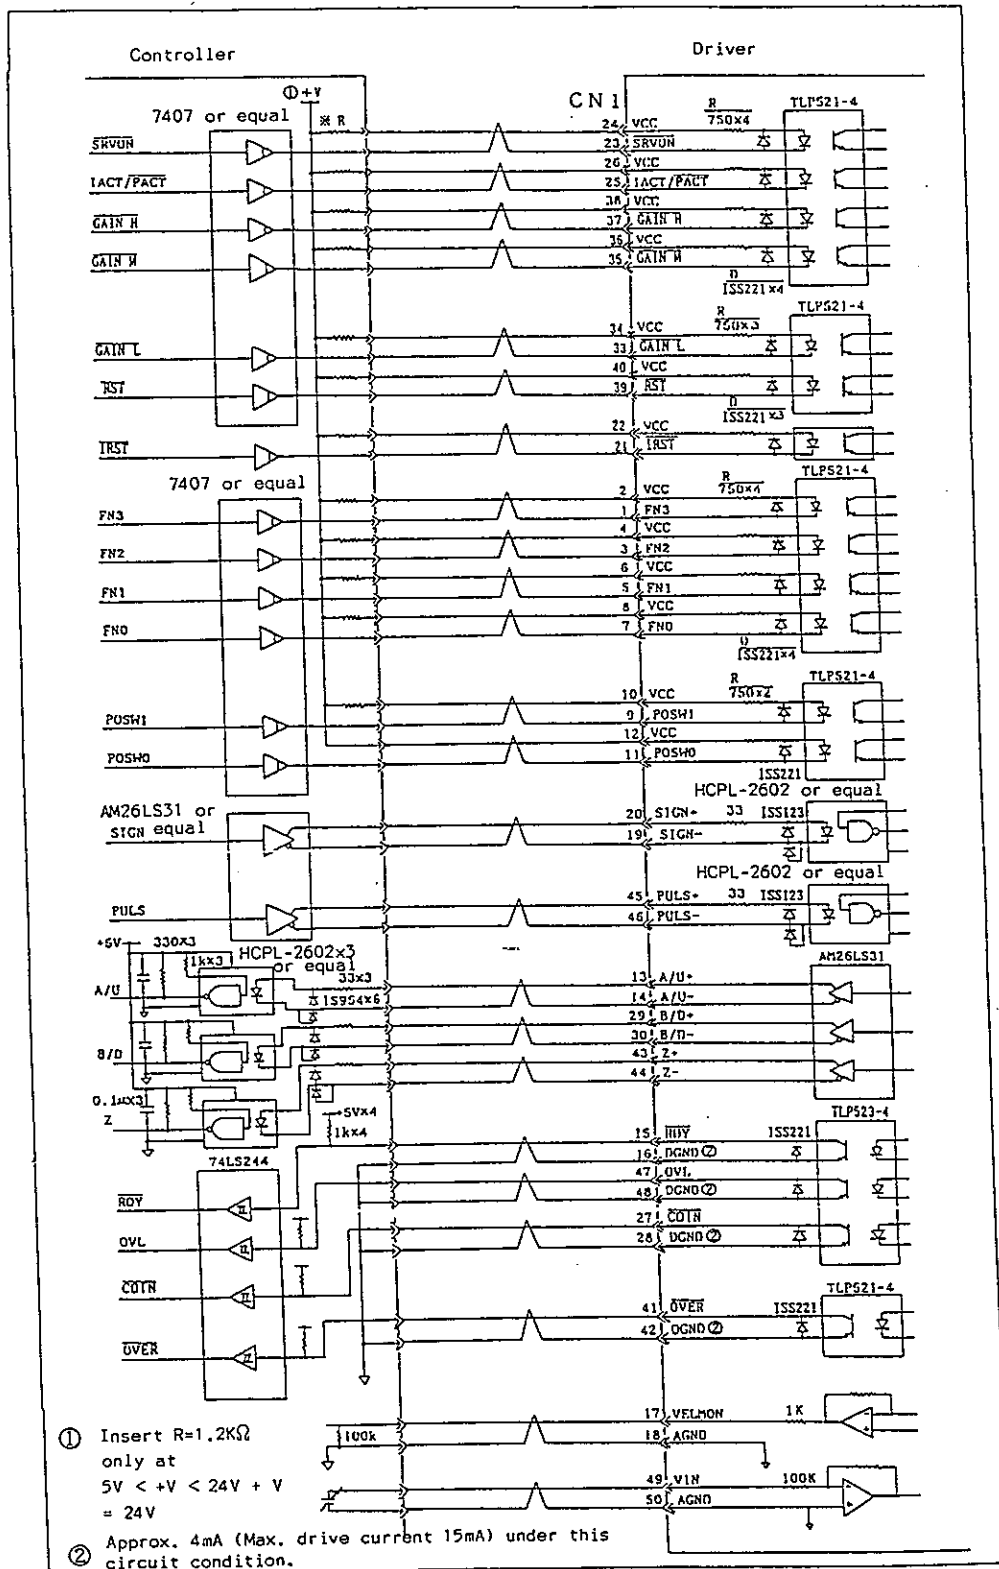 Controller
Driver
① +V
CN1
7407 or equal
※ R
R
750×4
TLP521-4
SRVON
24 VCC
23 SRVON
IACT/PACT
26 VCC
25 IACT/PACT
GAIN H
38 VCC
37 GAIN H
GAIN M
36 VCC
35 GAIN M
D
ISS221×4
R
750×3
TLP521-4
GAIN L
34 VCC
33 GAIN L
RST
40 VCC
39 RST
D
ISS221×3
IRST
22 VCC
21 IRST
7407 or equal
R
750×4
TLP521-4
FN3
2 VCC
1 FN3
FN2
4 VCC
3 FN2
FN1
6 VCC
5 FN1
FN0
8 VCC
7 FN0
D
ISS221×4
R
750×2
TLP521-4
POSW1
10 VCC
9 POSW1
POSW0
12 VCC
11 POSW0
ISS221
AM26LS31 or
equal
HCPL-2602 or equal
SIGN
20 SIGN+ 33 ISS123
19 SIGN-
HCPL-2602 or equal
PULS
45 PULS+ 33 ISS123
46 PULS-
+5V 330×3
1k×3
HCPL-2602×3
or equal
33×3
1S954×6
AM26LS31
A/U
13 A/U+
14 A/U-
B/D
29 B/D+
30 B/D-
43 Z+
44 Z-
0.1μ×3
Z
+5V×4
1k×4
TLP523-4
74LS244
15 RDY ISS221
16 DGND②
RDY
47 OVL
48 DGND②
OVL
27 COIN
28 DGND②
COIN
TLP521-4
41 OVER ISS221
42 DGND②
OVER
100k
17 VELMON 1K
18 AGND
49 VIN 100K
50 AGND
① Insert R=1.2KΩ
only at
5V < +V < 24V + V
= 24V
② Approx. 4mA (Max. drive current 15mA) under this
circuit condition.